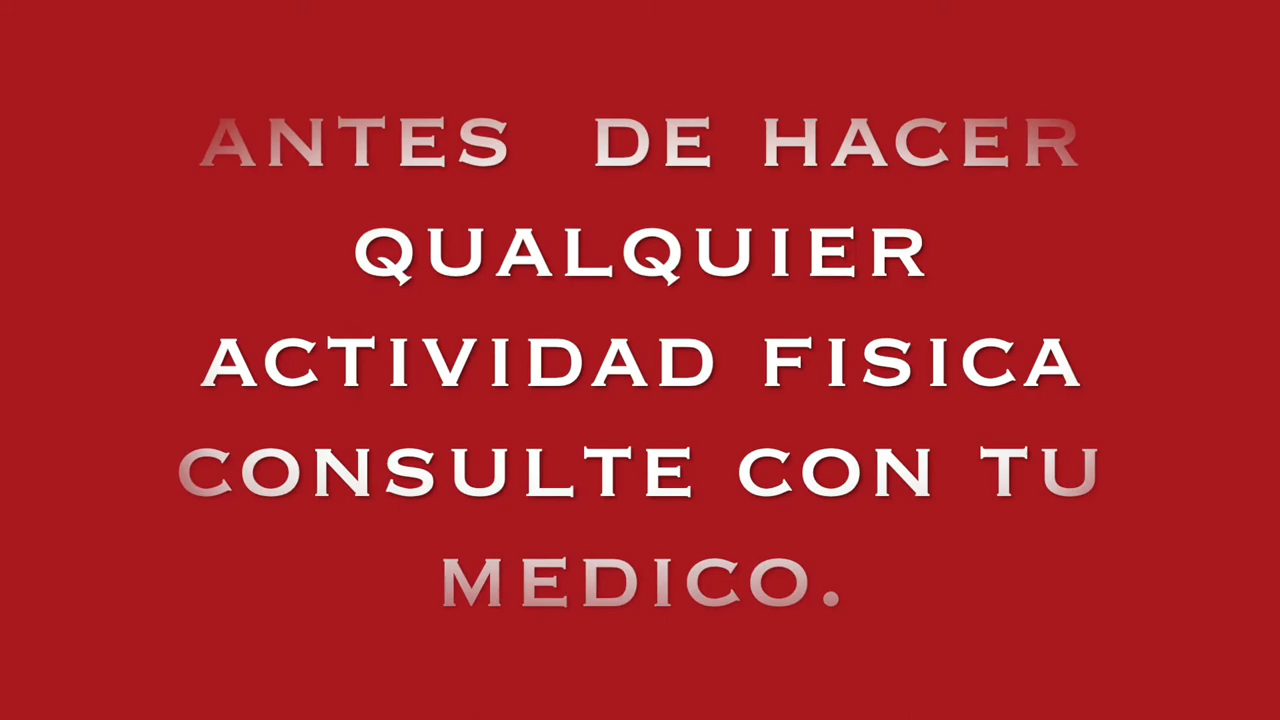 ANTES DE HACER
QUALQUIER
ACTIVIDAD FISICA
CONSULTE CON TU
MEDICO.